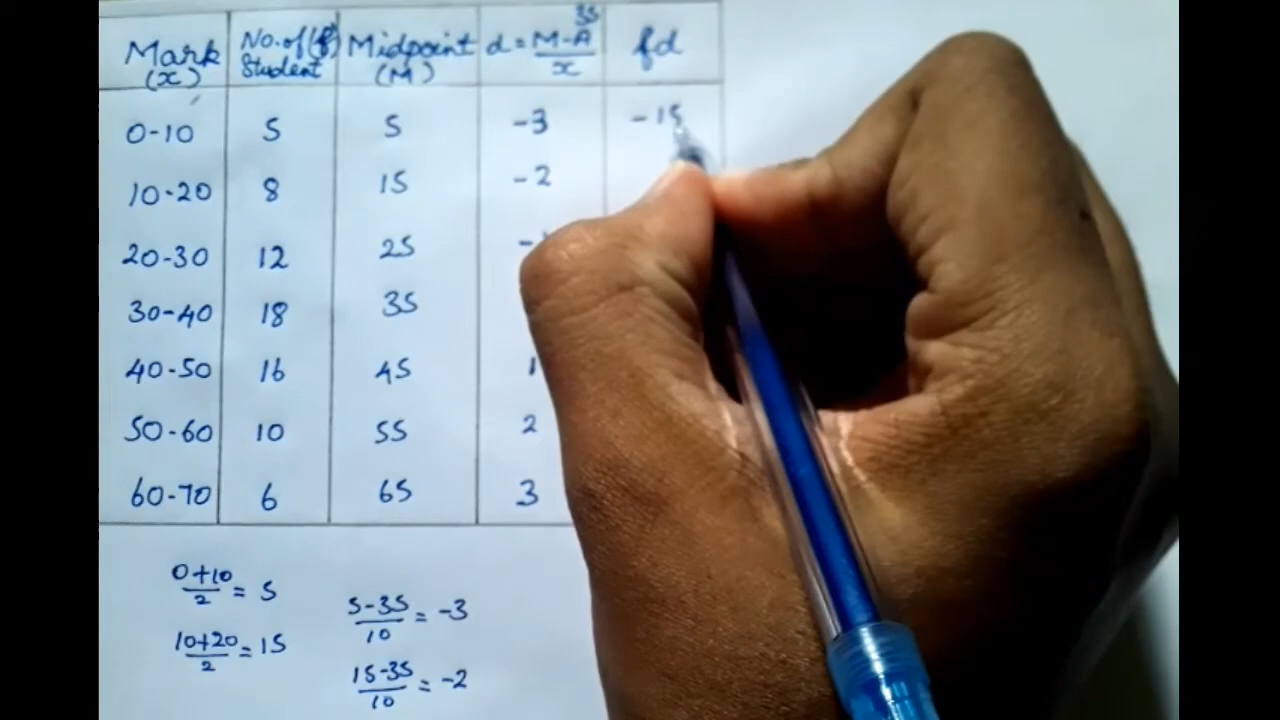 Mark (x) No. of (f) Student Midpoint (M) d = M-A 35 / x fd
0-10 5 5 -3 -15
10-20 8 15 -2
20-30 12 25
30-40 18 35
40-50 16 45 1
50-60 10 55 2
60-70 6 65 3
0+10/2 = 5
10+20/2 = 15
5-35/10 = -3
15-35/10 = -2